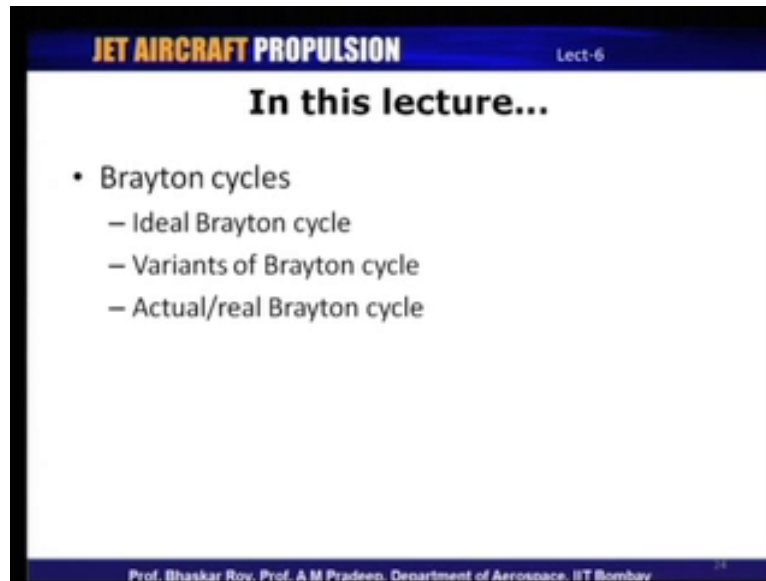 JET AIRCRAFT PROPULSION Lect-6
In this lecture...
• Brayton cycles
– Ideal Brayton cycle
– Variants of Brayton cycle
– Actual/real Brayton cycle
24
Prof. Bhaskar Roy, Prof. A M Pradeep, Department of Aerospace, IIT Bombay